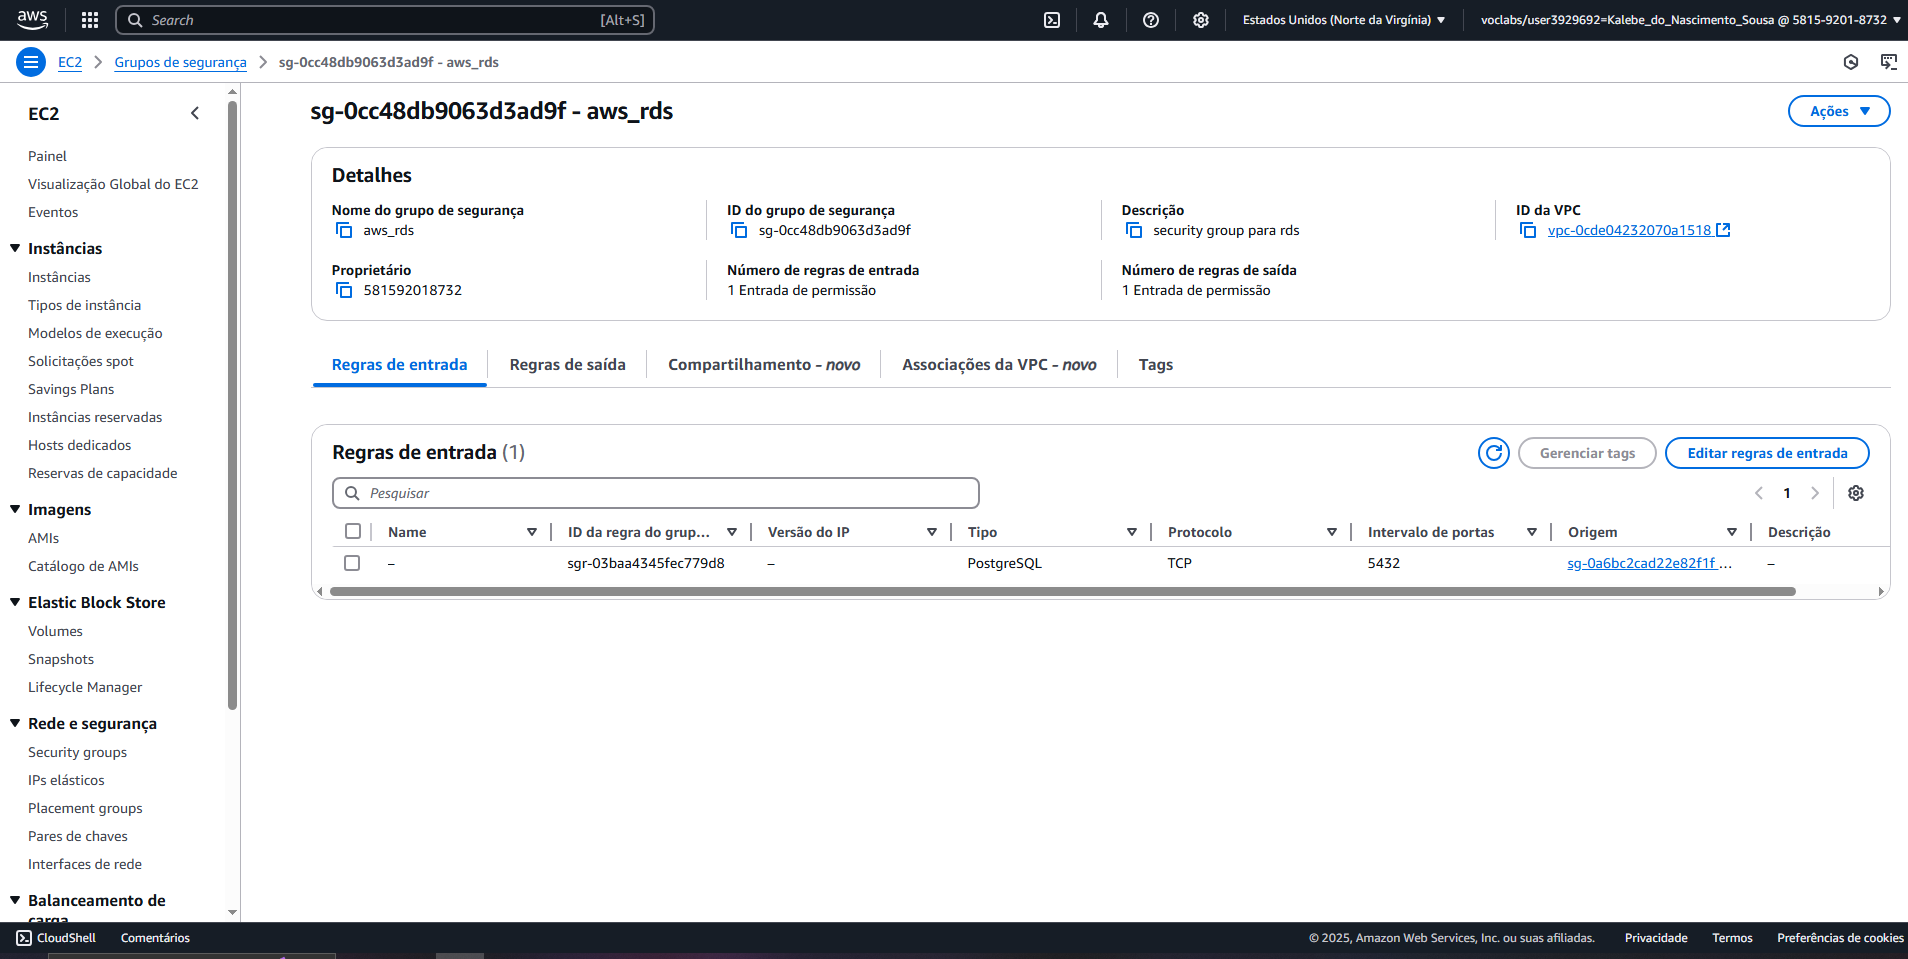 aws
Search [Alt+S]
Estados Unidos (Norte da Virgínia)
voclabs/user3929692=Kalebe_do_Nascimento_Sousa @ 5815-9201-8732
EC2
Grupos de segurança
sg-0cc48db9063d3ad9f - aws_rds
EC2
Painel
Visualização Global do EC2
Eventos
Instâncias
Instâncias
Tipos de instância
Modelos de execução
Solicitações spot
Savings Plans
Instâncias reservadas
Hosts dedicados
Reservas de capacidade
Imagens
AMIs
Catálogo de AMIs
Elastic Block Store
Volumes
Snapshots
Lifecycle Manager
Rede e segurança
Security groups
IPs elásticos
Placement groups
Pares de chaves
Interfaces de rede
Balanceamento de
carga
sg-0cc48db9063d3ad9f - aws_rds
Ações
Detalhes
Nome do grupo de segurança
aws_rds
ID do grupo de segurança
sg-0cc48db9063d3ad9f
Descrição
security group para rds
ID da VPC
vpc-0cde04232070a1518
Proprietário
581592018732
Número de regras de entrada
1 Entrada de permissão
Número de regras de saída
1 Entrada de permissão
Regras de entrada
Regras de saída
Compartilhamento - novo
Associações da VPC - novo
Tags
Regras de entrada (1)
Gerenciar tags
Editar regras de entrada
Pesquisar
1
Name ID da regra do grup... Versão do IP Tipo Protocolo Intervalo de portas Origem Descrição
– sgr-03baa4345fec779d8 – PostgreSQL TCP 5432 sg-0a6bc2cad22e82f1f ... –
CloudShell
Comentários
© 2025, Amazon Web Services, Inc. ou suas afiliadas.
Privacidade
Termos
Preferências de cookies